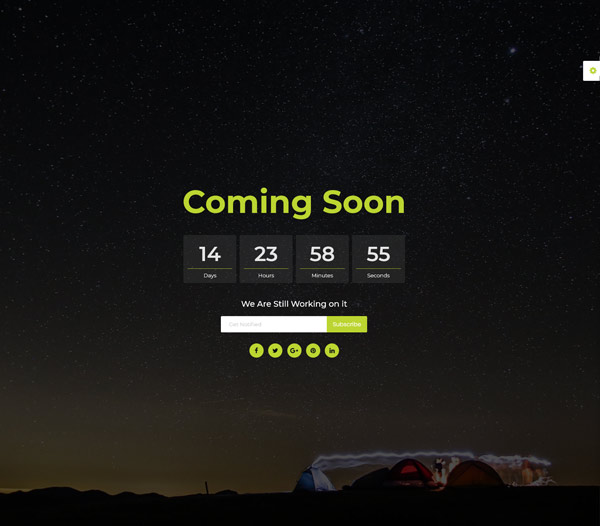 Coming Soon
14 23 58 55
Days Hours Minutes Seconds
We Are Still Working on it
Get Notified Subscribe